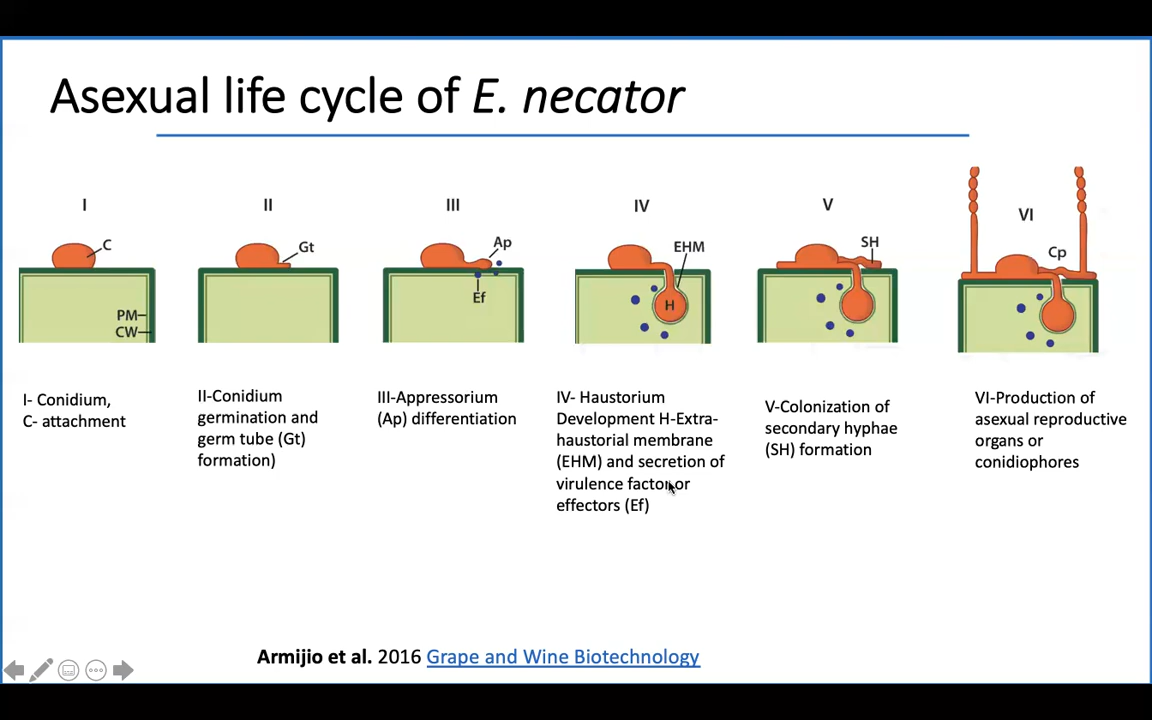 Asexual life cycle of E. necator
I
II
III
IV
V
VI
C
Gt
Ap
EHM
SH
Cp
Ef
H
PM
CW
I- Conidium,
C- attachment
II-Conidium
germination and
germ tube (Gt)
formation)
III-Appressorium
(Ap) differentiation
IV- Haustorium
Development H-Extra-
haustorial membrane
(EHM) and secretion of
virulence factor or
effectors (Ef)
V-Colonization of
secondary hyphae
(SH) formation
VI-Production of
asexual reproductive
organs or
conidiophores
Armijio et al. 2016 Grape and Wine Biotechnology